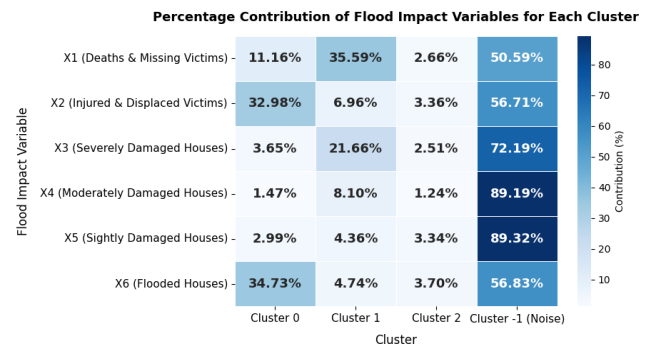 Percentage Contribution of Flood Impact Variables for Each Cluster
Flood Impact Variable
X1 (Deaths & Missing Victims) 11.16% 35.59% 2.66% 50.59%
X2 (Injured & Displaced Victims) 32.98% 6.96% 3.36% 56.71%
X3 (Severely Damaged Houses) 3.65% 21.66% 2.51% 72.19%
X4 (Moderately Damaged Houses) 1.47% 8.10% 1.24% 89.19%
X5 (Sightly Damaged Houses) 2.99% 4.36% 3.34% 89.32%
X6 (Flooded Houses) 34.73% 4.74% 3.70% 56.83%
Cluster 0 Cluster 1 Cluster 2 Cluster -1 (Noise)
Cluster
80
70
60
50
40
30
20
10
Contribution (%)